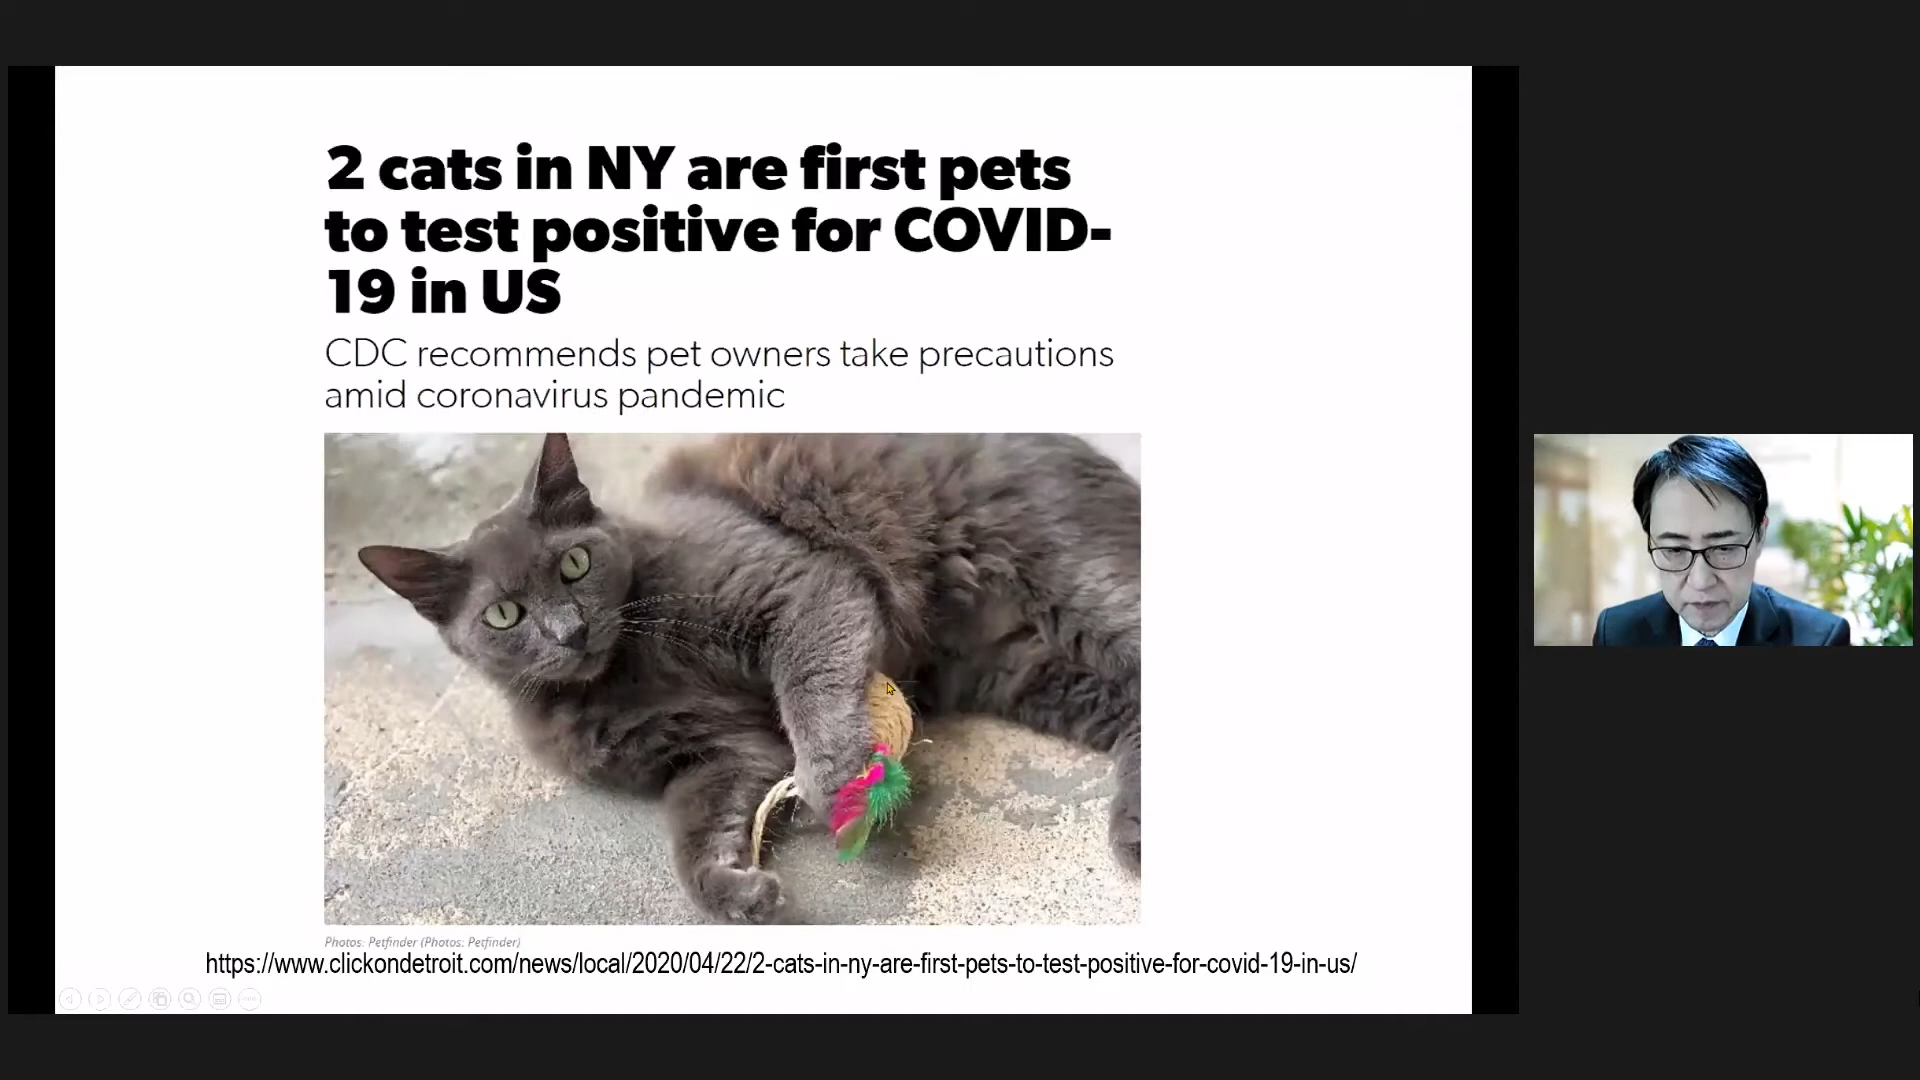 2 cats in NY are first pets
to test positive for COVID-
19 in US
CDC recommends pet owners take precautions
amid coronavirus pandemic
Photos: Petfinder (Photos: Petfinder)
https://www.clickondetroit.com/news/local/2020/04/22/2-cats-in-ny-are-first-pets-to-test-positive-for-covid-19-in-us/